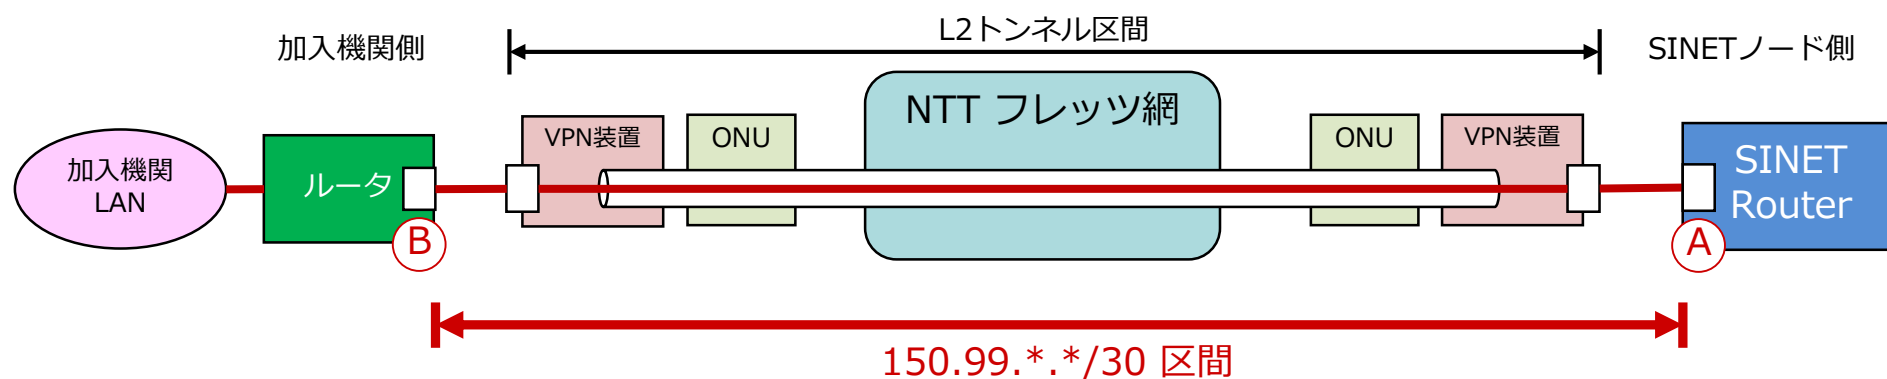 L2トンネル区間
加入機関側
SINETノード側
NTT フレッツ網
VPN装置
ONU
ONU
VPN装置
加入機関
LAN
ルータ
SINET
Router
B
A
150.99.*.*/30 区間